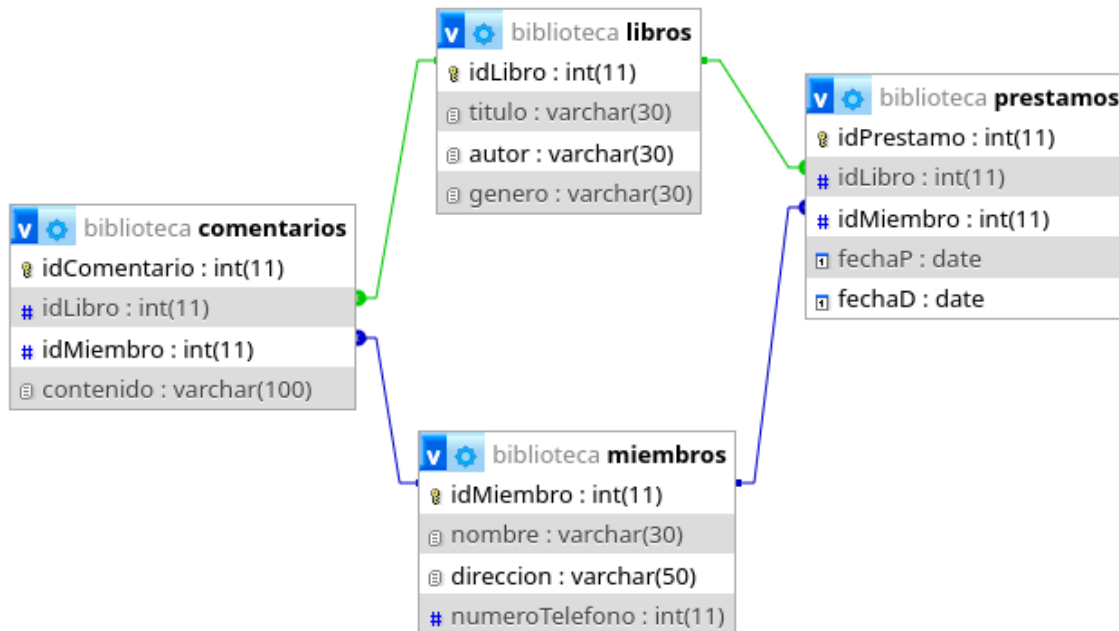 biblioteca libros
idLibro : int(11)
titulo : varchar(30)
autor : varchar(30)
genero : varchar(30)
biblioteca prestamos
idPrestamo : int(11)
idLibro : int(11)
idMiembro : int(11)
fechaP : date
fechaD : date
biblioteca comentarios
idComentario : int(11)
idLibro : int(11)
idMiembro : int(11)
contenido : varchar(100)
biblioteca miembros
idMiembro : int(11)
nombre : varchar(30)
direccion : varchar(50)
numeroTelefono : int(11)